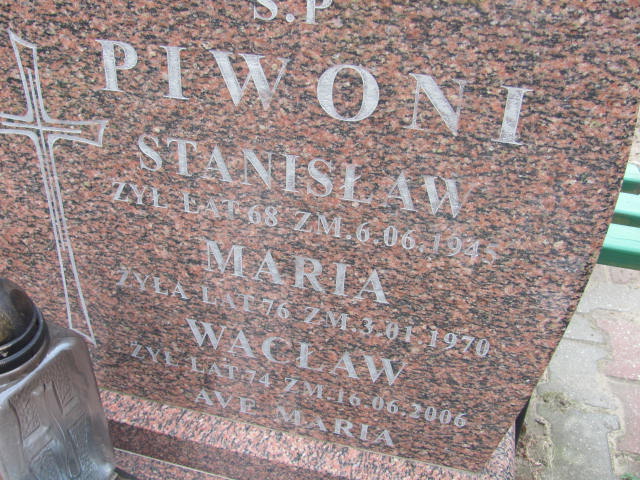 Ś.P
PIWONI
STANISŁAW
ŻYŁ LAT 68 ZM.6.06.1945
MARIA
ŻYŁA LAT 76 ZM.3.01.1970
WACŁAW
ŻYŁ LAT 74 ZM.16.06.2006
AVE MARIA